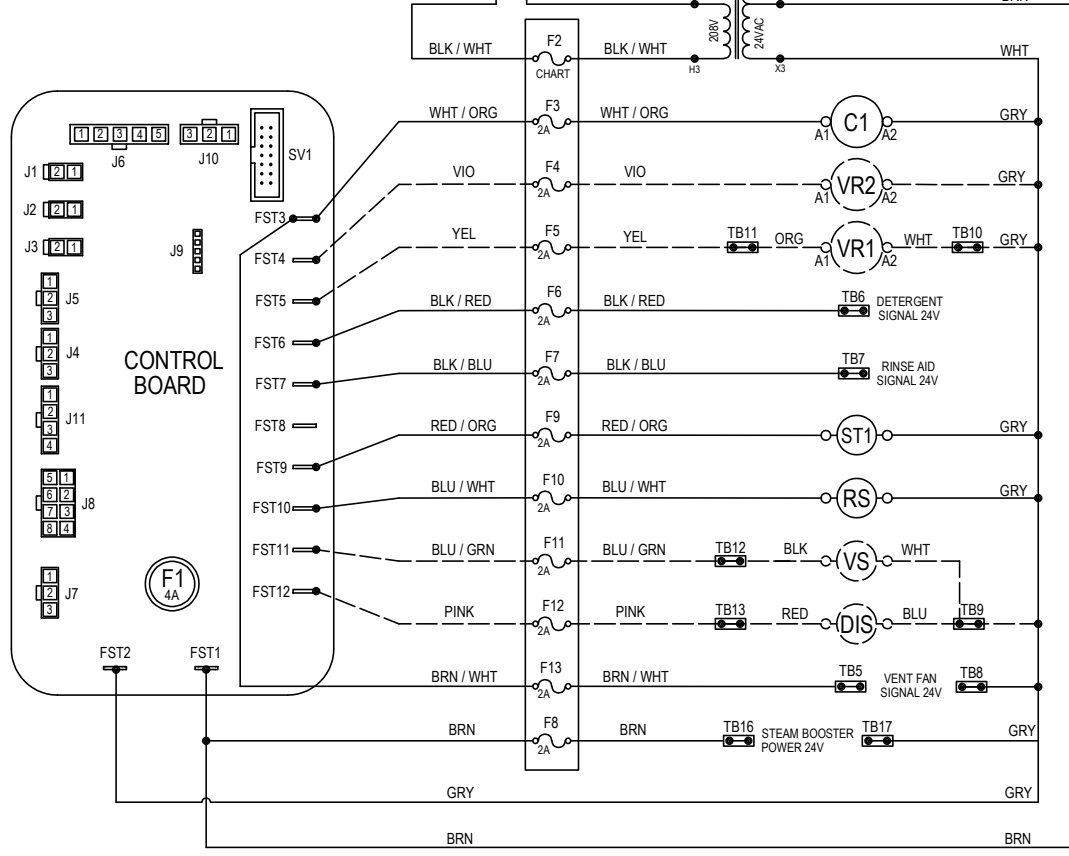 BRN
208V
24VAC
BLK / WHT
F2
CHART
BLK / WHT
H3
X3
WHT
WHT / ORG
F3
2A
WHT / ORG
A1
C1
A2
GRY
VIO
F4
2A
VIO
A1
VR2
A2
GRY
YEL
F5
2A
YEL
TB11
ORG
A1
VR1
A2
WHT
TB10
GRY
BLK / RED
F6
2A
BLK / RED
TB6
DETERGENT
SIGNAL 24V
BLK / BLU
F7
2A
BLK / BLU
TB7
RINSE AID
SIGNAL 24V
RED / ORG
F9
2A
RED / ORG
ST1
GRY
BLU / WHT
F10
2A
BLU / WHT
RS
GRY
BLU / GRN
F11
2A
BLU / GRN
TB12
BLK
VS
WHT
PINK
F12
2A
PINK
TB13
RED
DIS
BLU
TB9
BRN / WHT
F13
2A
BRN / WHT
TB5
VENT FAN
SIGNAL 24V
TB8
BRN
F8
2A
BRN
TB16
STEAM BOOSTER
POWER 24V
TB17
GRY
GRY
GRY
BRN
BRN
1 2 3 4 5
J6
3 2 1
J10
SV1
J1 2 1
J2 2 1
J3 2 1
J9
1
2
3
J5
1
2
3
J4
1
2
3
4
J11
5 1
6 2
7 3
8 4
J8
1
2
3
J7
CONTROL
BOARD
F1
4A
FST3
FST4
FST5
FST6
FST7
FST8
FST9
FST10
FST11
FST12
FST2
FST1